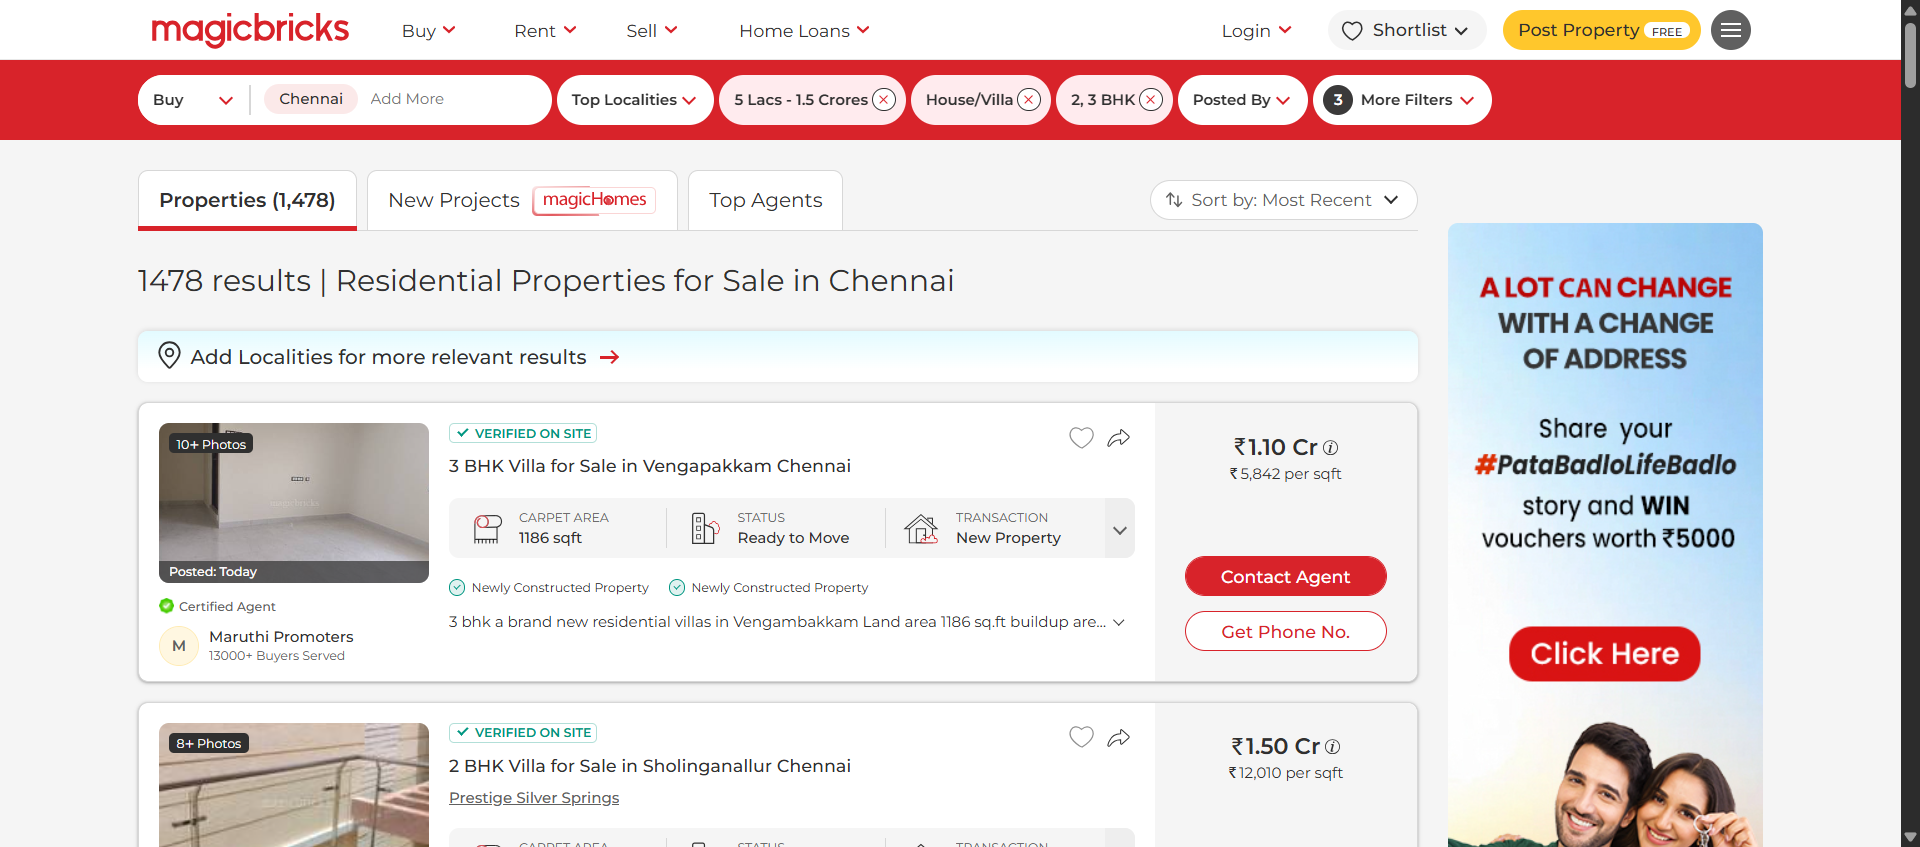 magicbricks
Buy
Rent
Sell
Home Loans
Login
Shortlist
Post Property FREE
Buy
Chennai
Add More
Top Localities
5 Lacs - 1.5 Crores
House/Villa
2, 3 BHK
Posted By
3 More Filters
Properties (1,478)
New Projects magicHomes
Top Agents
Sort by: Most Recent
1478 results | Residential Properties for Sale in Chennai
Add Localities for more relevant results
10+ Photos
magicbricks
Posted: Today
Certified Agent
M
Maruthi Promoters
13000+ Buyers Served
VERIFIED ON SITE
3 BHK Villa for Sale in Vengapakkam Chennai
CARPET AREA
1186 sqft
STATUS
Ready to Move
TRANSACTION
New Property
Newly Constructed Property
Newly Constructed Property
3 bhk a brand new residential villas in Vengambakkam Land area 1186 sq.ft buildup are...
₹1.10 Cr
₹5,842 per sqft
Contact Agent
Get Phone No.
8+ Photos
VERIFIED ON SITE
2 BHK Villa for Sale in Sholinganallur Chennai
Prestige Silver Springs
CARPET AREA
STATUS
TRANSACTION
₹1.50 Cr
₹12,010 per sqft
A LOT CAN CHANGE
WITH A CHANGE
OF ADDRESS
Share your
#PataBadloLifeBadlo
story and WIN
vouchers worth ₹5000
Click Here